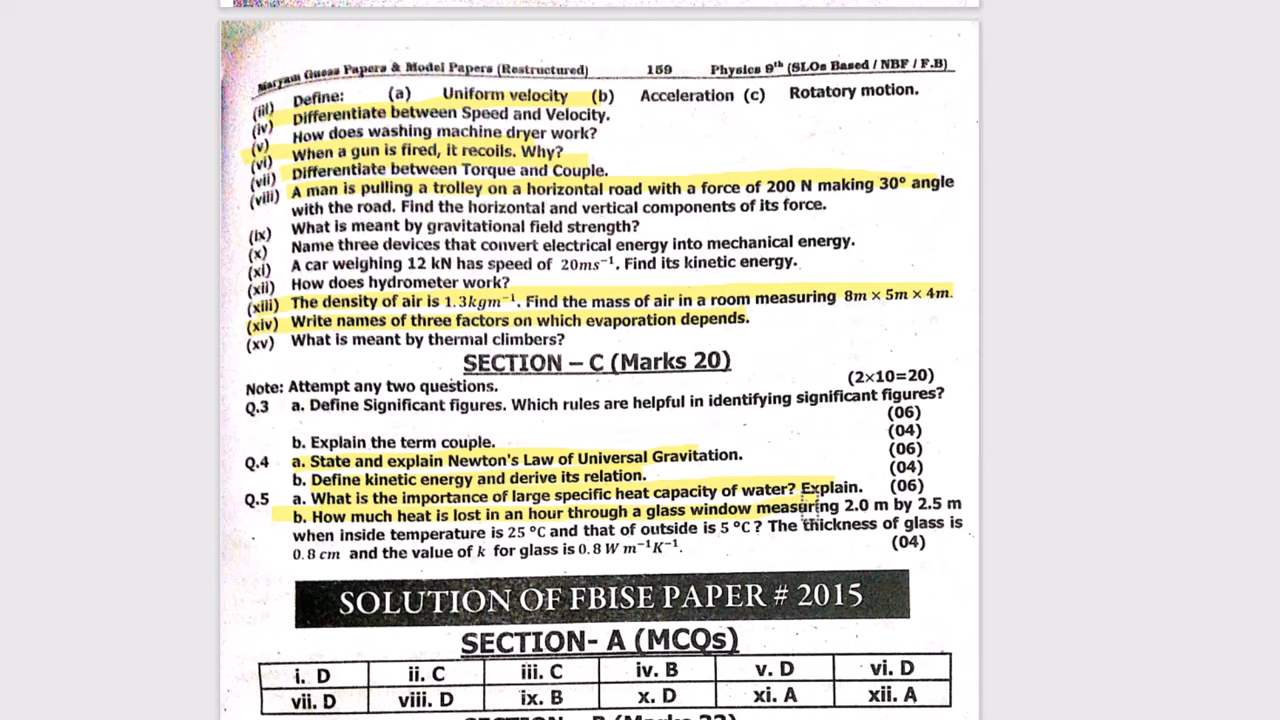 Maryam Guess Papers & Model Papers (Restructured) 159 Physics 9th (SLOs Based / NBF / F.B)
(iii) Define: (a) Uniform velocity (b) Acceleration (c) Rotatory motion.
(iv) Differentiate between Speed and Velocity.
(v) How does washing machine dryer work?
(vi) When a gun is fired, it recoils. Why?
(vii) Differentiate between Torque and Couple.
(viii) A man is pulling a trolley on a horizontal road with a force of 200 N making 30° angle
with the road. Find the horizontal and vertical components of its force.
(ix) What is meant by gravitational field strength?
(x) Name three devices that convert electrical energy into mechanical energy.
(xi) A car weighing 12 kN has speed of 20ms⁻¹. Find its kinetic energy.
(xii) How does hydrometer work?
(xiii) The density of air is 1.3kgm⁻¹. Find the mass of air in a room measuring 8m × 5m × 4m.
(xiv) Write names of three factors on which evaporation depends.
(xv) What is meant by thermal climbers?
SECTION – C (Marks 20)
Note: Attempt any two questions. (2×10=20)
Q.3 a. Define Significant figures. Which rules are helpful in identifying significant figures?
(06)
b. Explain the term couple. (04)
Q.4 a. State and explain Newton's Law of Universal Gravitation. (06)
b. Define kinetic energy and derive its relation. (04)
Q.5 a. What is the importance of large specific heat capacity of water? Explain. (06)
b. How much heat is lost in an hour through a glass window measuring 2.0 m by 2.5 m
when inside temperature is 25 °C and that of outside is 5 °C? The thickness of glass is
0.8 cm and the value of k for glass is 0.8 W m⁻¹K⁻¹. (04)
SOLUTION OF FBISE PAPER # 2015
SECTION- A (MCQs)
i. D ii. C iii. C iv. B v. D vi. D
vii. D viii. D ix. B x. D xi. A xii. A